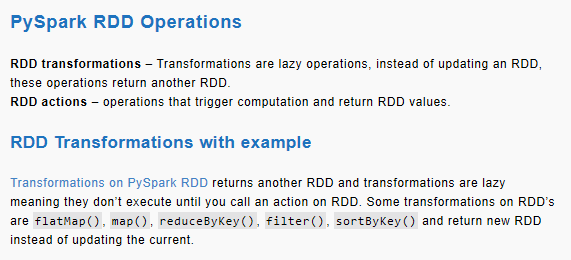 PySpark RDD Operations
RDD transformations – Transformations are lazy operations, instead of updating an RDD,
these operations return another RDD.
RDD actions – operations that trigger computation and return RDD values.
RDD Transformations with example
Transformations on PySpark RDD returns another RDD and transformations are lazy
meaning they don’t execute until you call an action on RDD. Some transformations on RDD’s
are flatMap(), map(), reduceByKey(), filter(), sortByKey() and return new RDD
instead of updating the current.